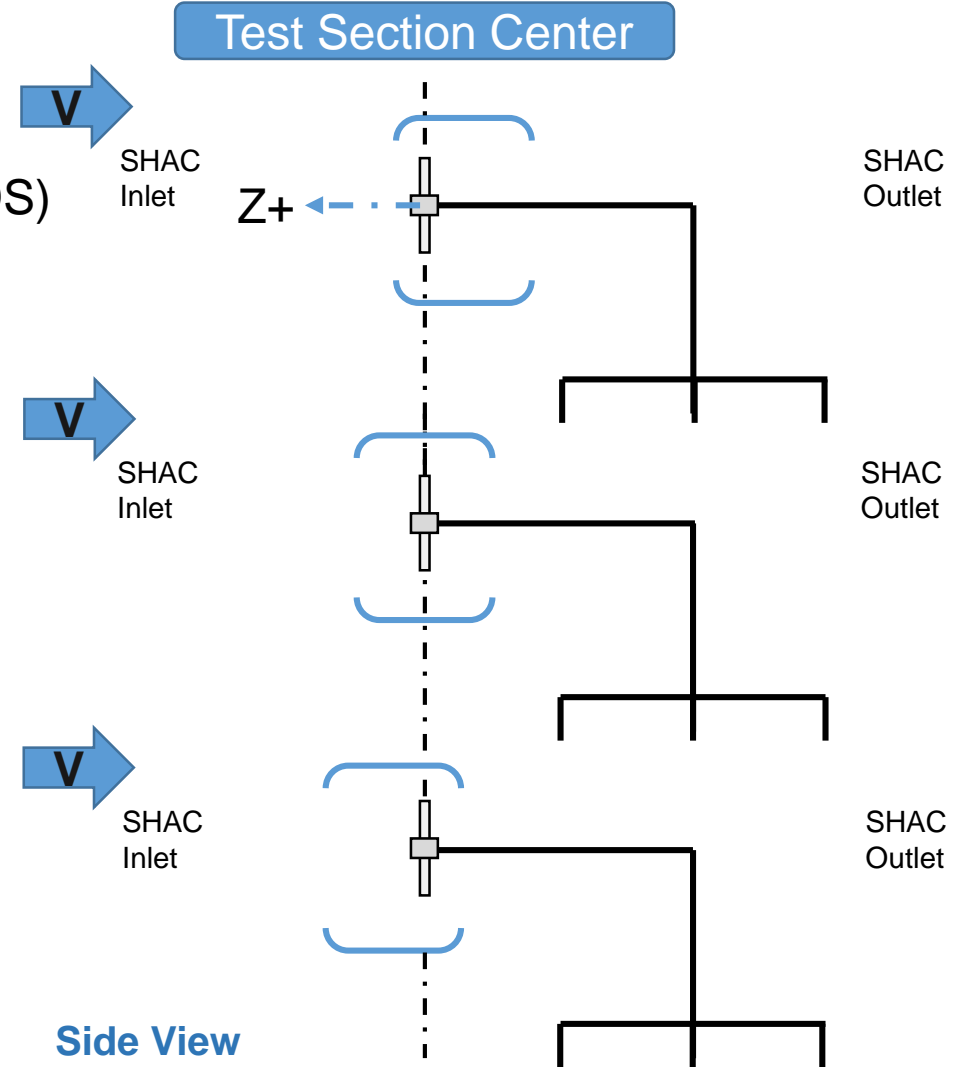 Test Section Center
V
SHAC
Inlet
SHAC
Outlet
S)
Z+
V
SHAC
Inlet
SHAC
Outlet
V
SHAC
Inlet
SHAC
Outlet
Side View